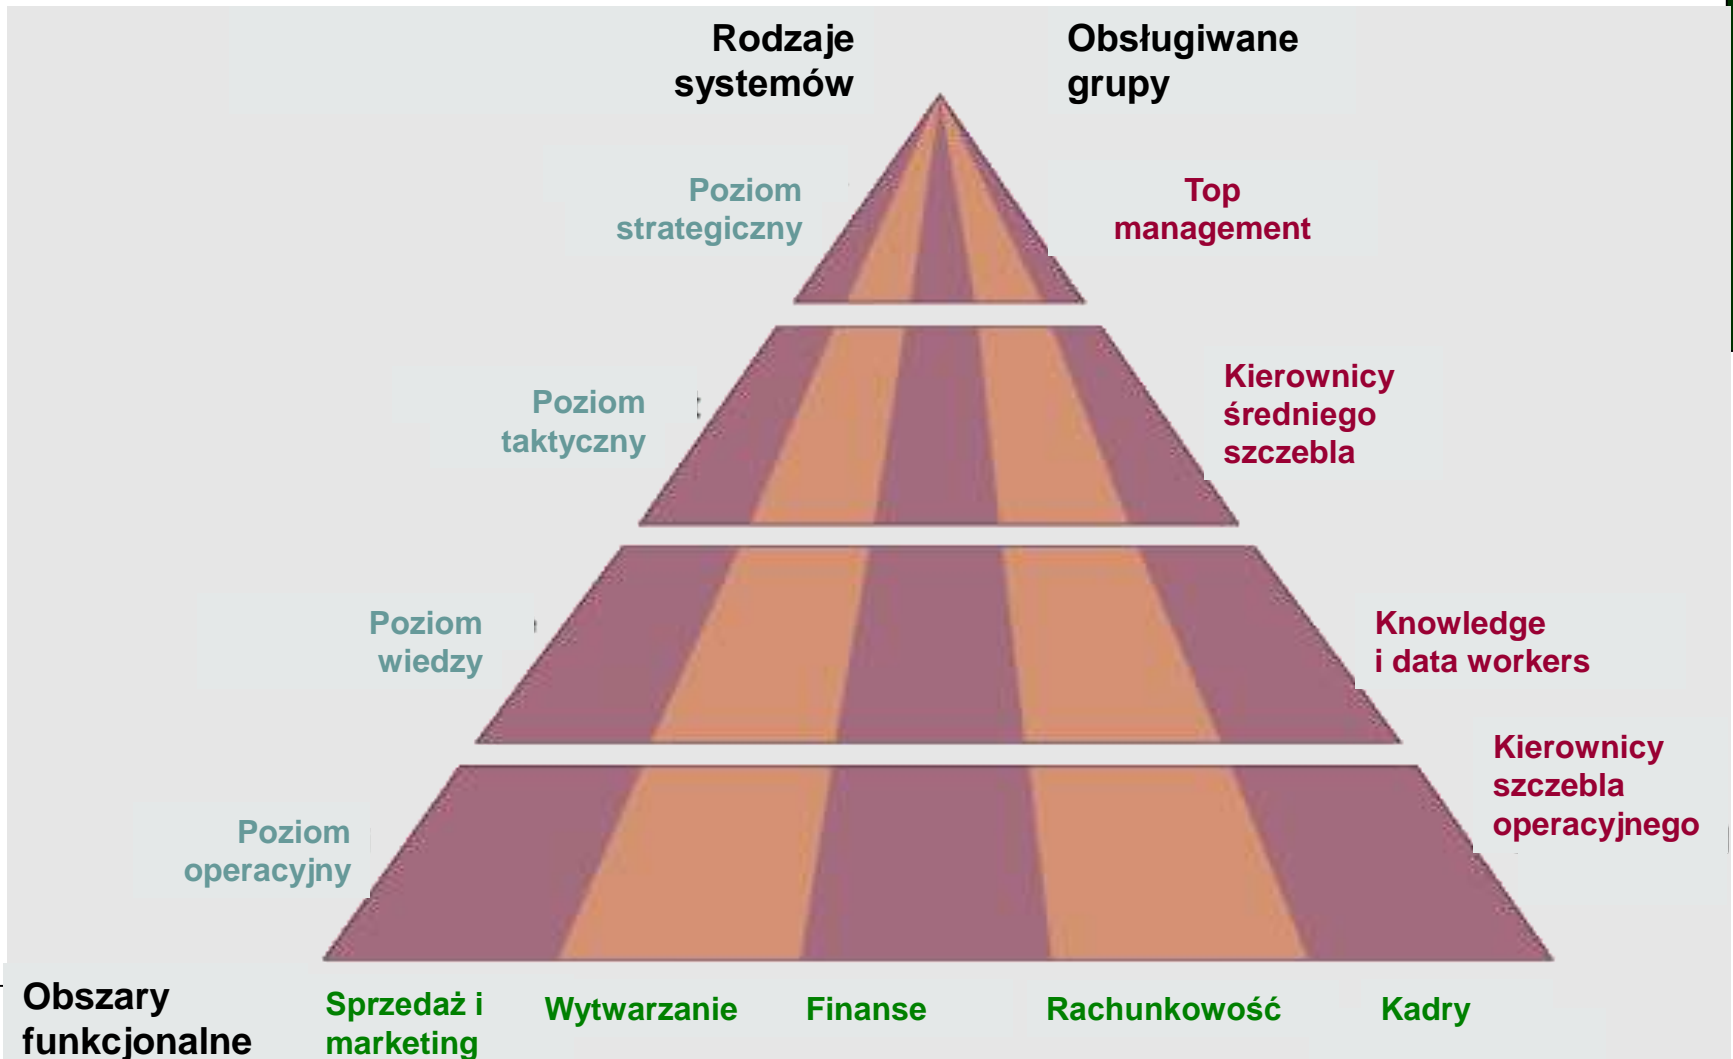 Rodzaje
systemów
Obsługiwane
grupy
Poziom
strategiczny
Top
management
Poziom
taktyczny
Kierownicy
średniego
szczebla
Poziom
wiedzy
Knowledge
i data workers
Poziom
operacyjny
Kierownicy
szczebla
operacyjnego
Obszary
funkcjonalne
Sprzedaż i
marketing
Wytwarzanie
Finanse
Rachunkowość
Kadry